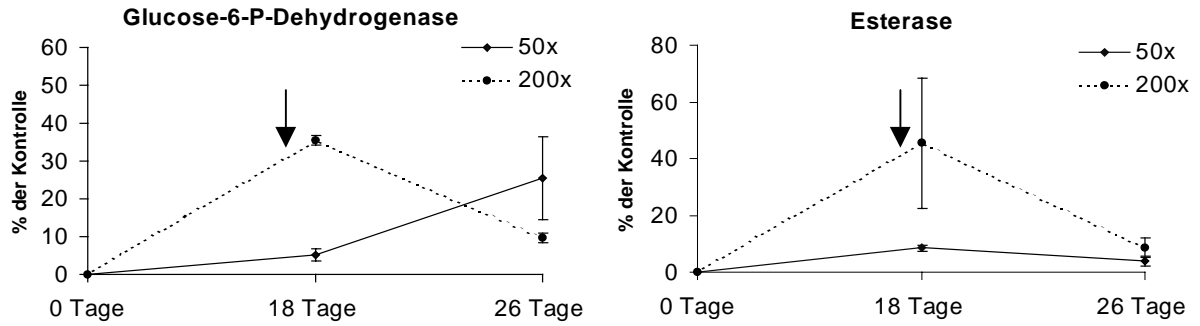 Glucose-6-P-Dehydrogenase
% der Kontrolle
60
50
40
30
20
10
0
0 Tage
18 Tage
26 Tage
50x
200x
Esterase
% der Kontrolle
80
60
40
20
0
0 Tage
18 Tage
26 Tage
50x
200x